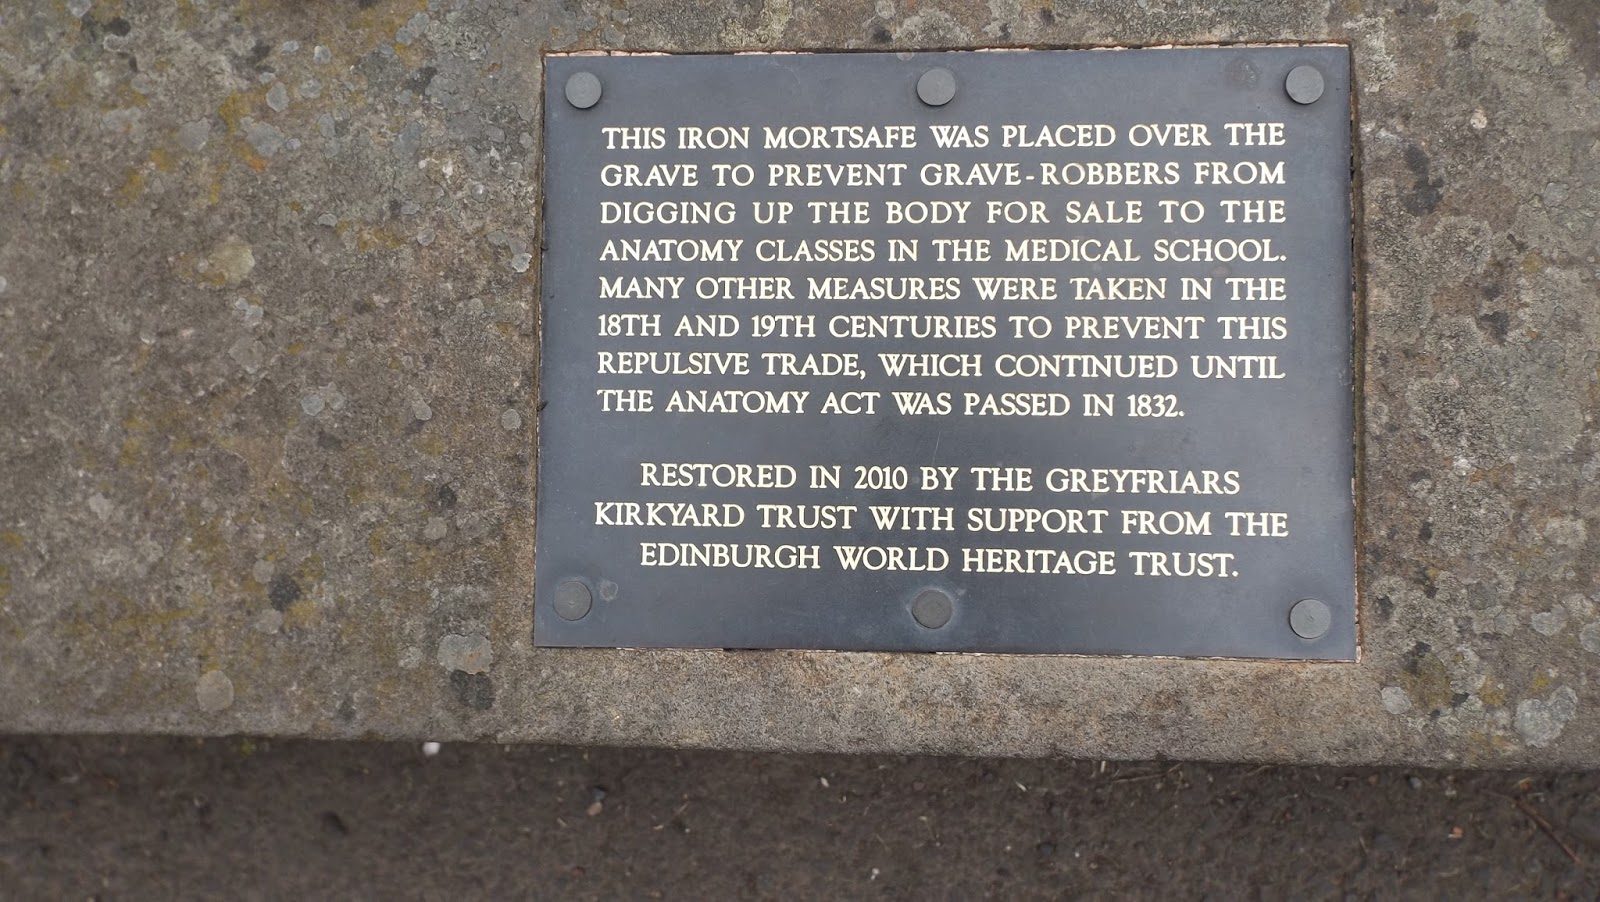 THIS IRON MORTSAFE WAS PLACED OVER THE
GRAVE TO PREVENT GRAVE-ROBBERS FROM
DIGGING UP THE BODY FOR SALE TO THE
ANATOMY CLASSES IN THE MEDICAL SCHOOL.
MANY OTHER MEASURES WERE TAKEN IN THE
18TH AND 19TH CENTURIES TO PREVENT THIS
REPULSIVE TRADE, WHICH CONTINUED UNTIL
THE ANATOMY ACT WAS PASSED IN 1832.
RESTORED IN 2010 BY THE GREYFRIARS
KIRKYARD TRUST WITH SUPPORT FROM THE
EDINBURGH WORLD HERITAGE TRUST.